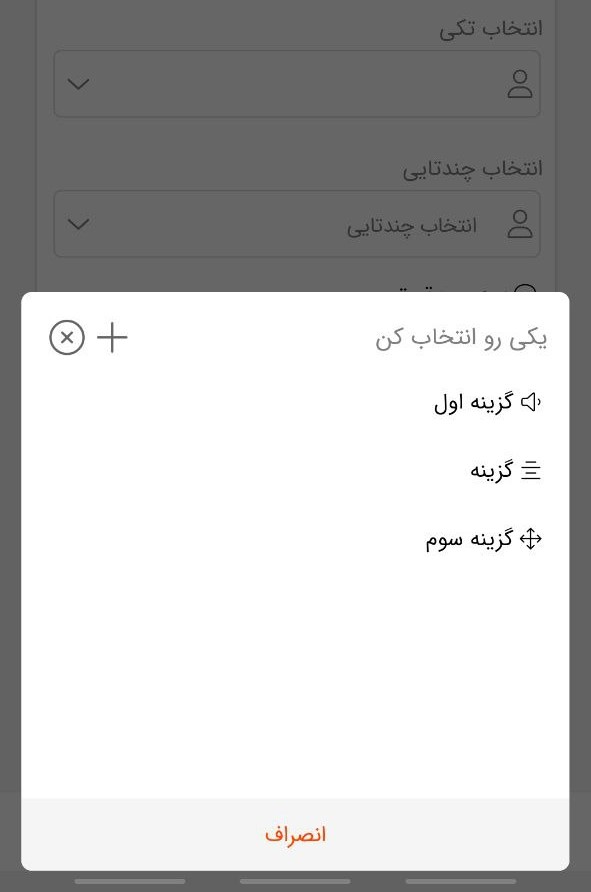 انتخاب تکی
انتخاب چندتایی
انتخاب چندتایی
یکی رو انتخاب کن
گزینه اول
گزینه
گزینه سوم
انصراف